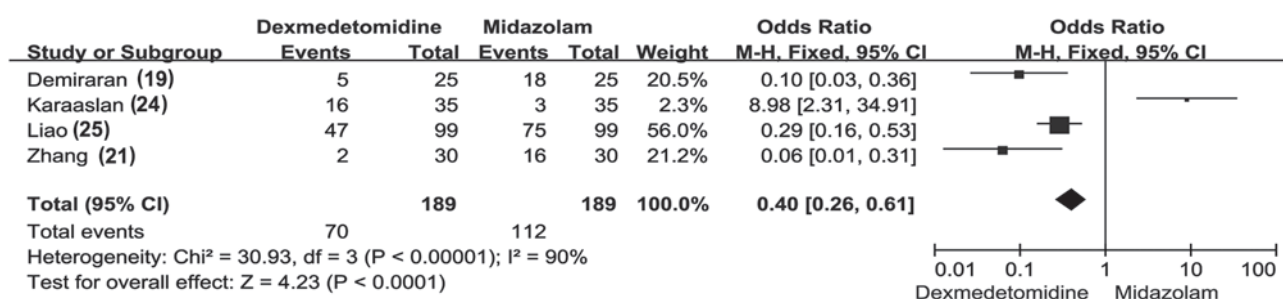 Dexmedetomidine Midazolam Odds Ratio Odds Ratio
Study or Subgroup Events Total Events Total Weight M-H, Fixed, 95% CI M-H, Fixed, 95% CI
Demiraran (19) 5 25 18 25 20.5% 0.10 [0.03, 0.36]
Karaaslan (24) 16 35 3 35 2.3% 8.98 [2.31, 34.91]
Liao (25) 47 99 75 99 56.0% 0.29 [0.16, 0.53]
Zhang (21) 2 30 16 30 21.2% 0.06 [0.01, 0.31]
Total (95% CI) 189 189 100.0% 0.40 [0.26, 0.61]
Total events 70 112
Heterogeneity: Chi² = 30.93, df = 3 (P < 0.00001); I² = 90%
Test for overall effect: Z = 4.23 (P < 0.0001)
0.01 0.1 1 10 100
Dexmedetomidine Midazolam